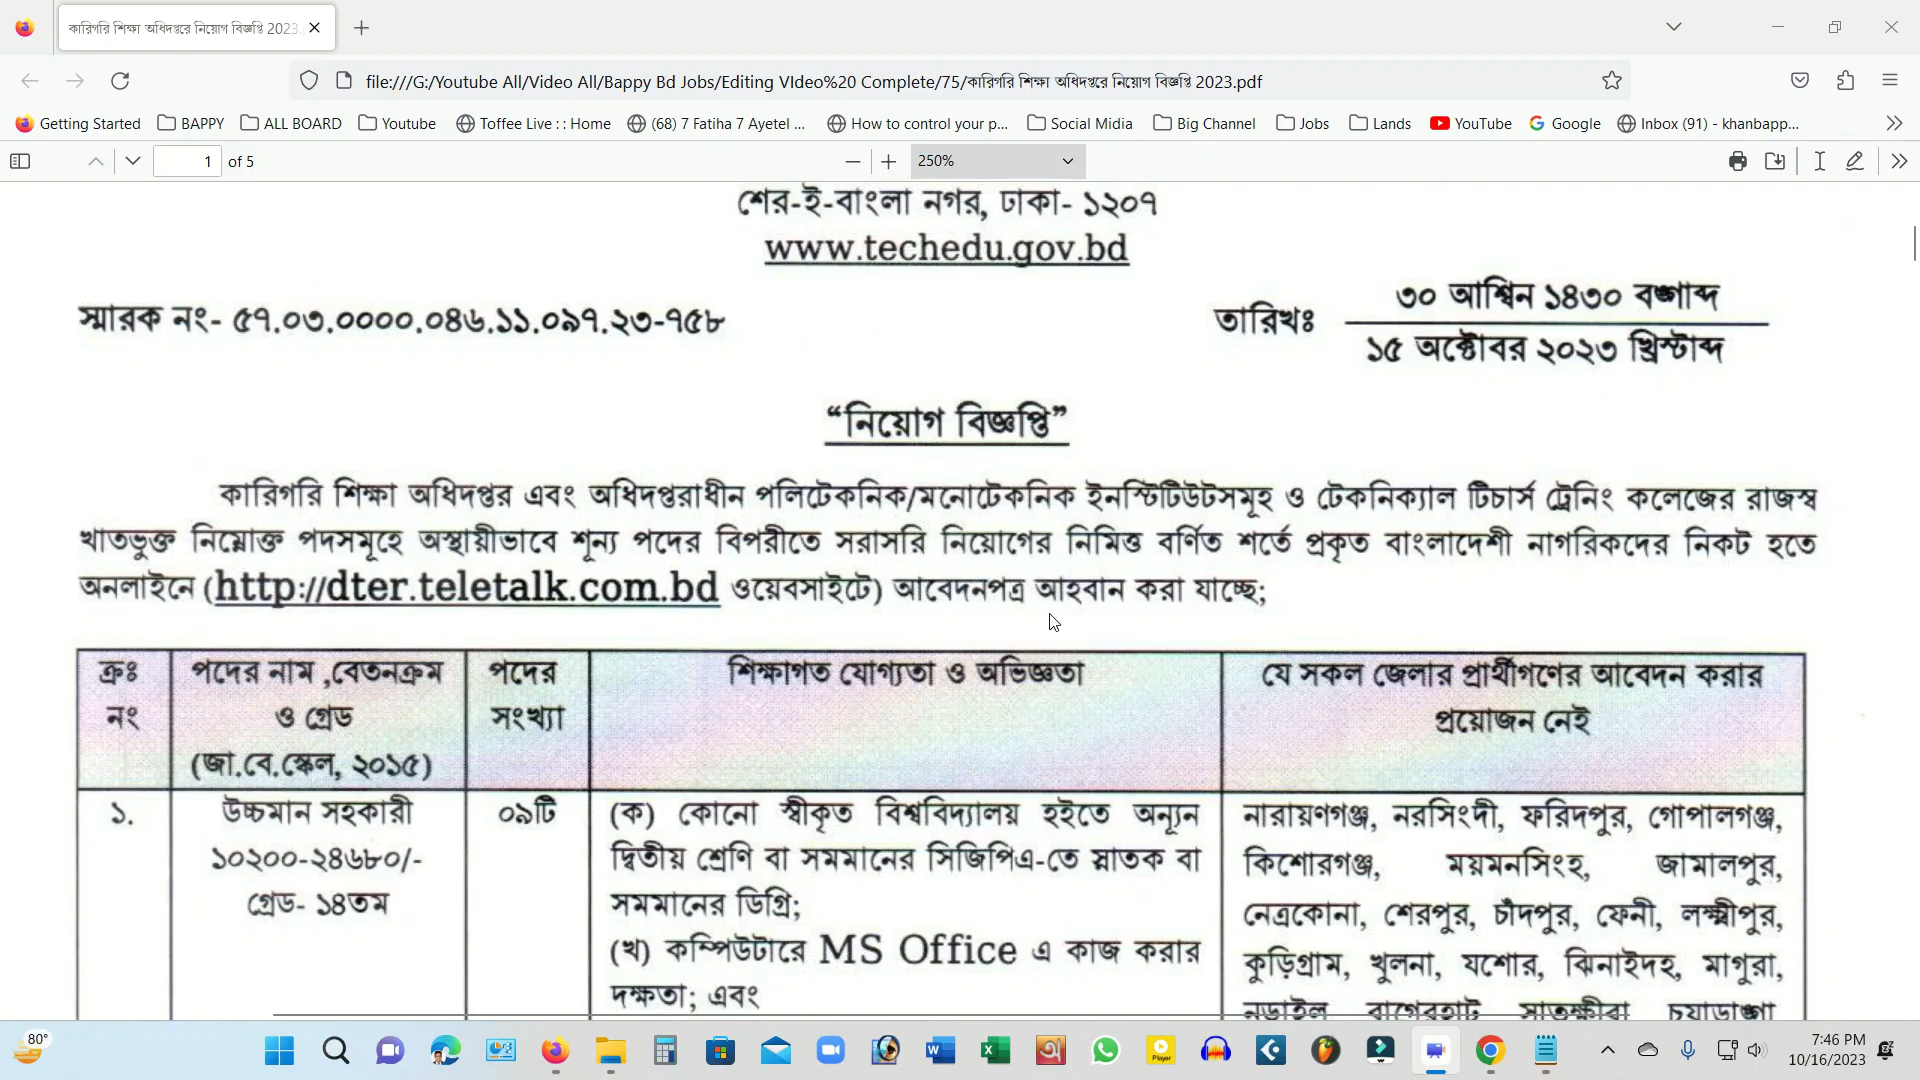 কারিগরি শিক্ষা অধিদপ্তরে নিয়োগ বিজ্ঞপ্তি 2023.
file:///G:/Youtube All/Video All/Bappy Bd Jobs/Editing VIdeo%20 Complete/75/কারিগরি শিক্ষা অধিদপ্তরে নিয়োগ বিজ্ঞপ্তি 2023.pdf
Getting Started BAPPY ALL BOARD Youtube Toffee Live : : Home (68) 7 Fatiha 7 Ayetel ... How to control your p... Social Midia Big Channel Jobs Lands YouTube Google Inbox (91) - khanbapp...
1 of 5 250%
শের-ই-বাংলা নগর, ঢাকা- ১২০৭
www.techedu.gov.bd
স্মারক নং- ৫৭.০৩.০০০০.০৪৬.১১.০৯৭.২৩-৭৫৮
তারিখঃ
৩০ আশ্বিন ১৪৩০ বঙ্গাব্দ
১৫ অক্টোবর ২০২৩ খ্রিস্টাব্দ
“নিয়োগ বিজ্ঞপ্তি”
কারিগরি শিক্ষা অধিদপ্তর এবং অধিদপ্তরাধীন পলিটেকনিক/মনোটেকনিক ইনস্টিটিউটসমূহ ও টেকনিক্যাল টিচার্স ট্রেনিং কলেজের রাজস্ব
খাতভুক্ত নিম্নোক্ত পদসমূহে অস্থায়ীভাবে শূন্য পদের বিপরীতে সরাসরি নিয়োগের নিমিত্ত বর্ণিত শর্তে প্রকৃত বাংলাদেশী নাগরিকদের নিকট হতে
অনলাইনে (http://dter.teletalk.com.bd ওয়েবসাইটে) আবেদনপত্র আহবান করা যাচ্ছে;
ক্রঃ নং
পদের নাম ,বেতনক্রম
ও গ্রেড
(জা.বে.স্কেল, ২০১৫)
পদের
সংখ্যা
শিক্ষাগত যোগ্যতা ও অভিজ্ঞতা
যে সকল জেলার প্রার্থীগণের আবেদন করার
প্রয়োজন নেই
১.
উচ্চমান সহকারী
১০২০০-২৪৬৮০/-
গ্রেড- ১৪তম
০৯টি
(ক) কোনো স্বীকৃত বিশ্ববিদ্যালয় হইতে অন্যূন
দ্বিতীয় শ্রেণি বা সমমানের সিজিপিএ-তে স্নাতক বা
সমমানের ডিগ্রি;
(খ) কম্পিউটারে MS Office এ কাজ করার
দক্ষতা; এবং
নারায়ণগঞ্জ, নরসিংদী, ফরিদপুর, গোপালগঞ্জ,
কিশোরগঞ্জ, ময়মনসিংহ, জামালপুর,
নেত্রকোনা, শেরপুর, চাঁদপুর, ফেনী, লক্ষ্মীপুর,
কুড়িগ্রাম, খুলনা, যশোর, ঝিনাইদহ, মাগুরা,
নড়াইল বাগেরহাট সাতক্ষীরা চুয়াডাঙ্গা
80°
Player
7:46 PM
10/16/2023